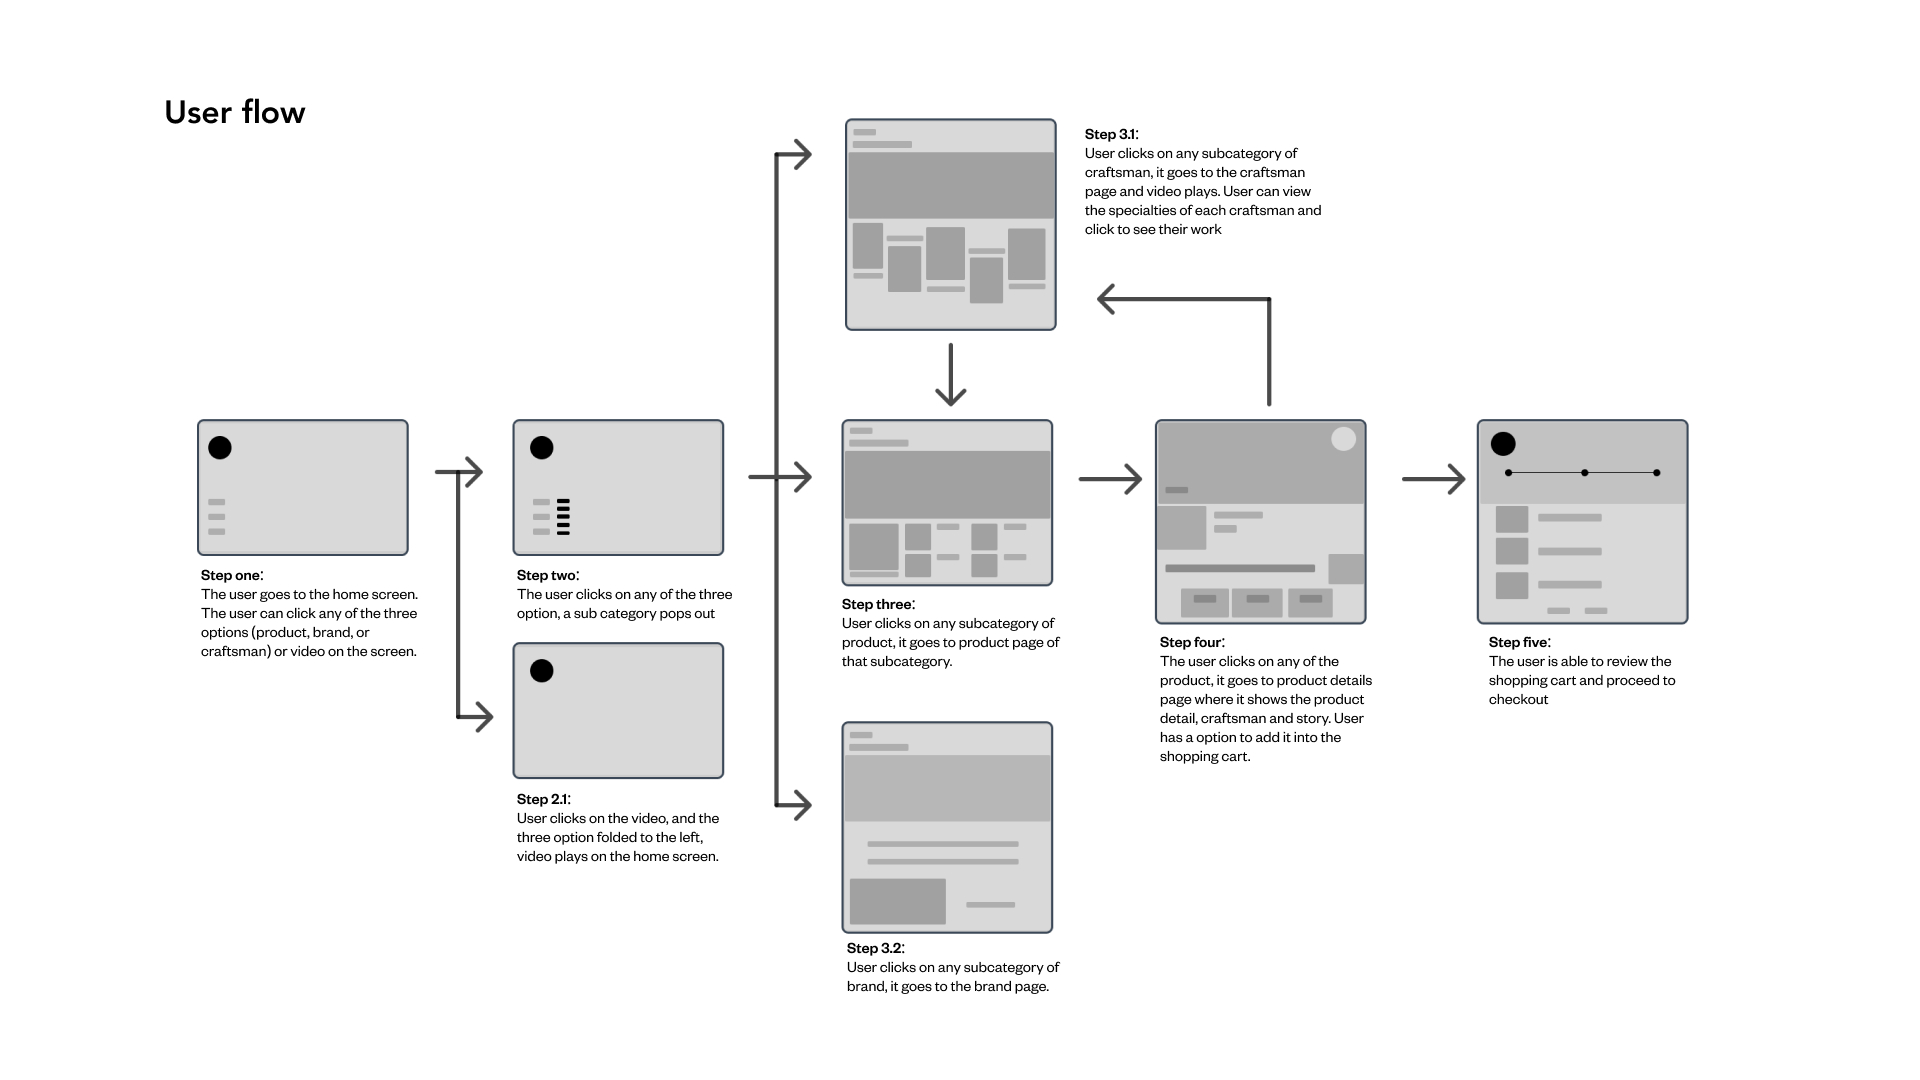 User flow
Step 3.1:
User clicks on any subcategory of
craftsman, it goes to the craftsman
page and video plays. User can view
the specialties of each craftsman and
click to see their work
Step one:
The user goes to the home screen.
The user can click any of the three
options (product, brand, or
craftsman) or video on the screen.
Step two:
The user clicks on any of the three
option, a sub category pops out
Step 2.1:
User clicks on the video, and the
three option folded to the left,
video plays on the home screen.
Step three:
User clicks on any subcategory of
product, it goes to product page of
that subcategory.
Step 3.2:
User clicks on any subcategory of
brand, it goes to the brand page.
Step four:
The user clicks on any of the
product, it goes to product details
page where it shows the product
detail, craftsman and story. User
has a option to add it into the
shopping cart.
Step five:
The user is able to review the
shopping cart and proceed to
checkout